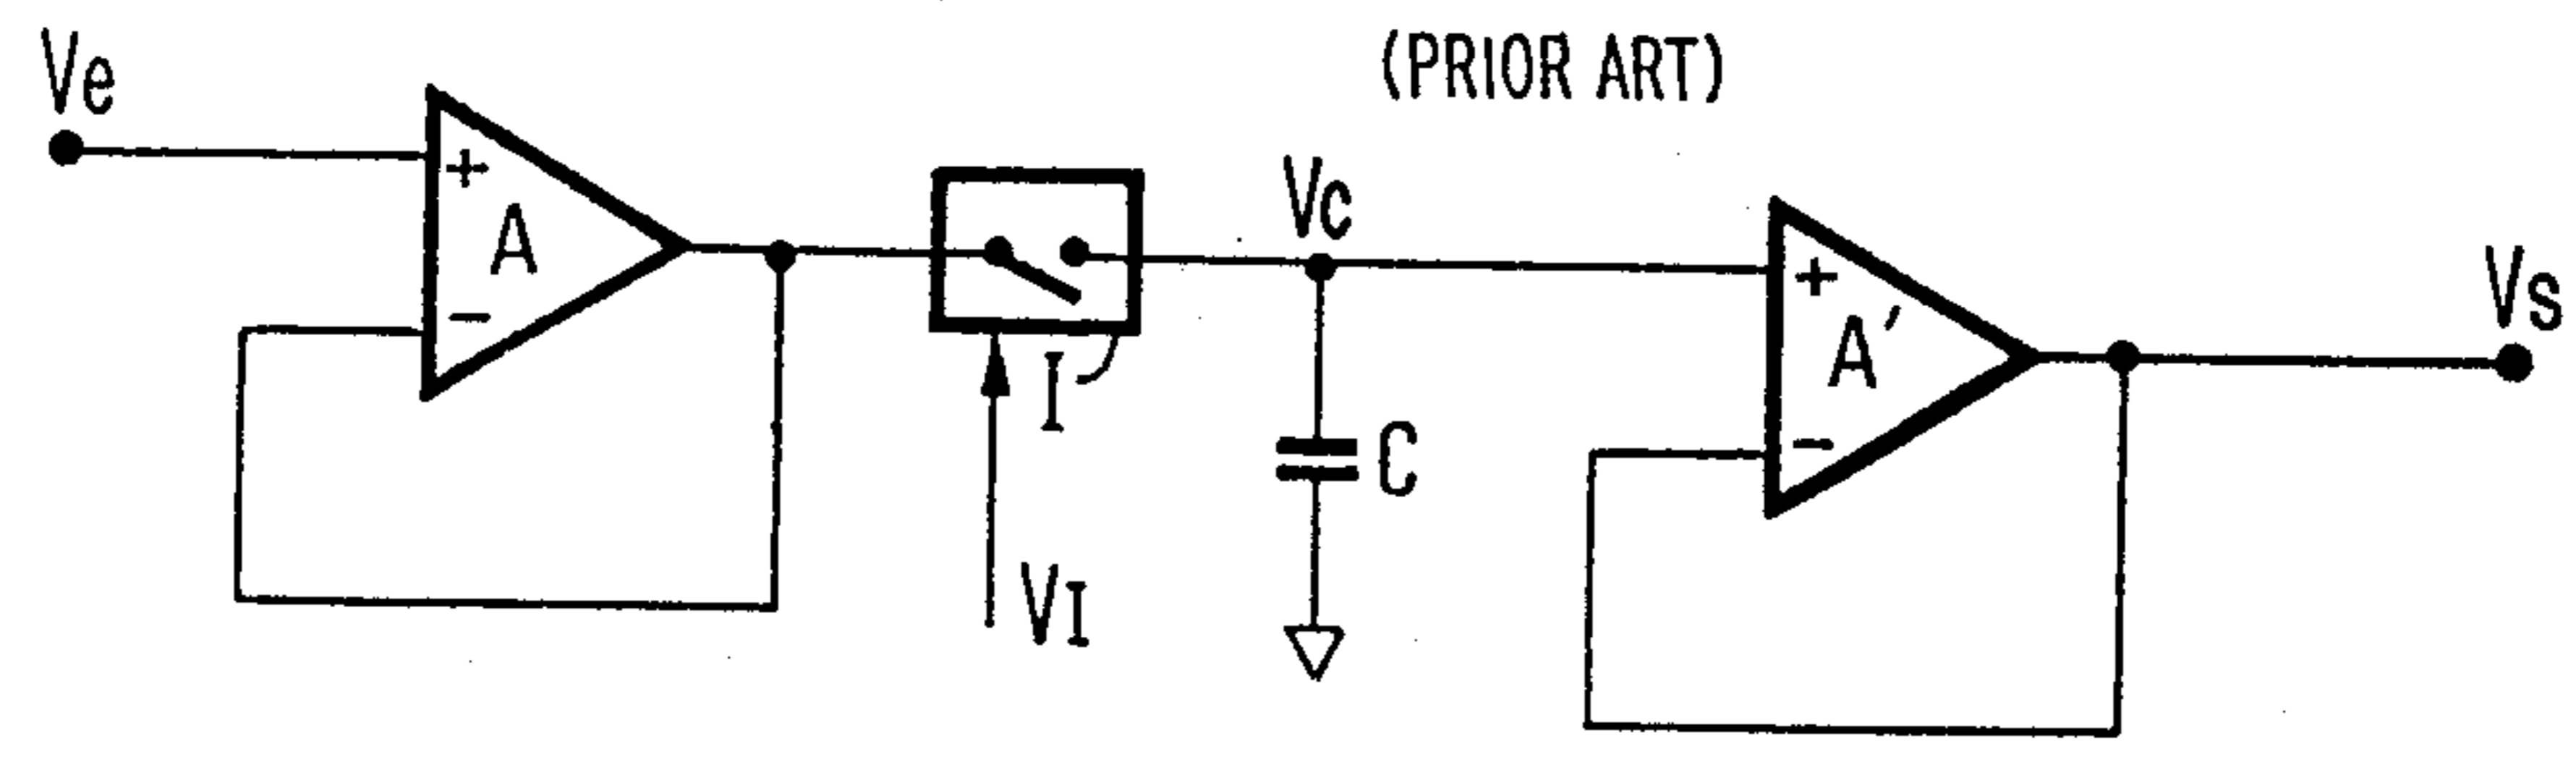 (PRIOR ART)
Ve
+
A
−
I
VI
Vc
C
+
A'
−
Vs